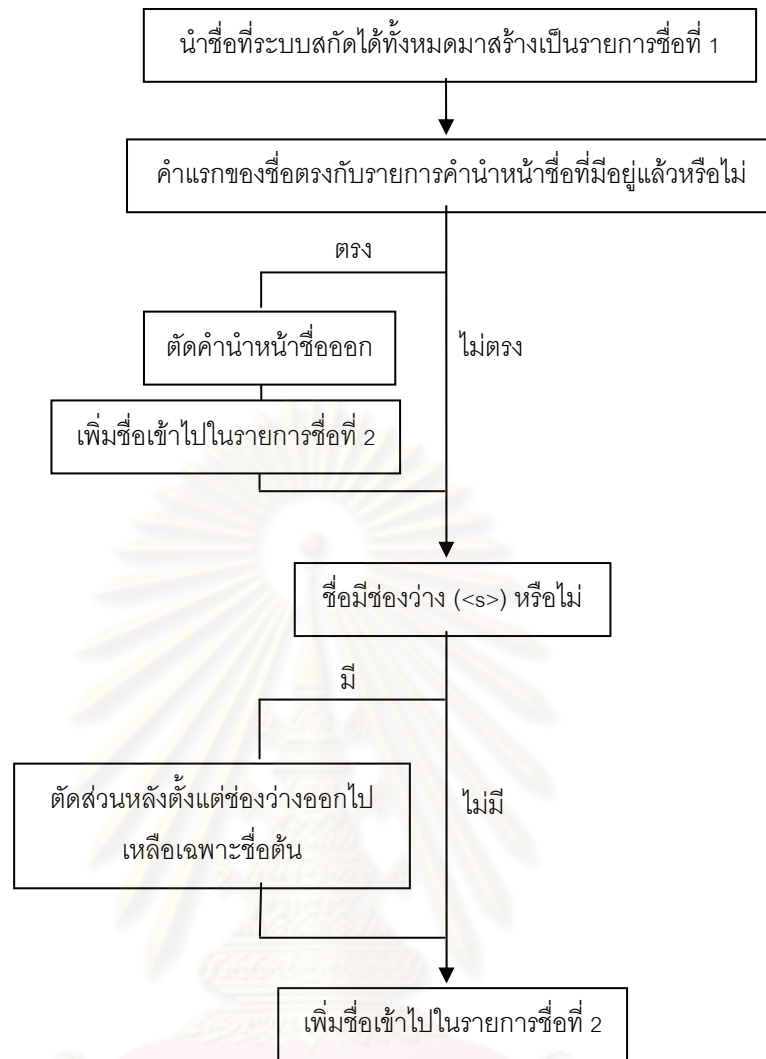 นำชื่อที่ระบบสกัดได้ทั้งหมดมาสร้างเป็นรายการชื่อที่ 1
คำแรกของชื่อตรงกับรายการคำนำหน้าชื่อที่มีอยู่แล้วหรือไม่
ตรง
ตัดคำนำหน้าชื่อออก
ไม่ตรง
เพิ่มชื่อเข้าไปในรายการชื่อที่ 2
ชื่อมีช่องว่าง (<s>) หรือไม่
มี
ตัดส่วนหลังตั้งแต่ช่องว่างออกไป
ไม่มี
เหลือเฉพาะชื่อต้น
เพิ่มชื่อเข้าไปในรายการชื่อที่ 2